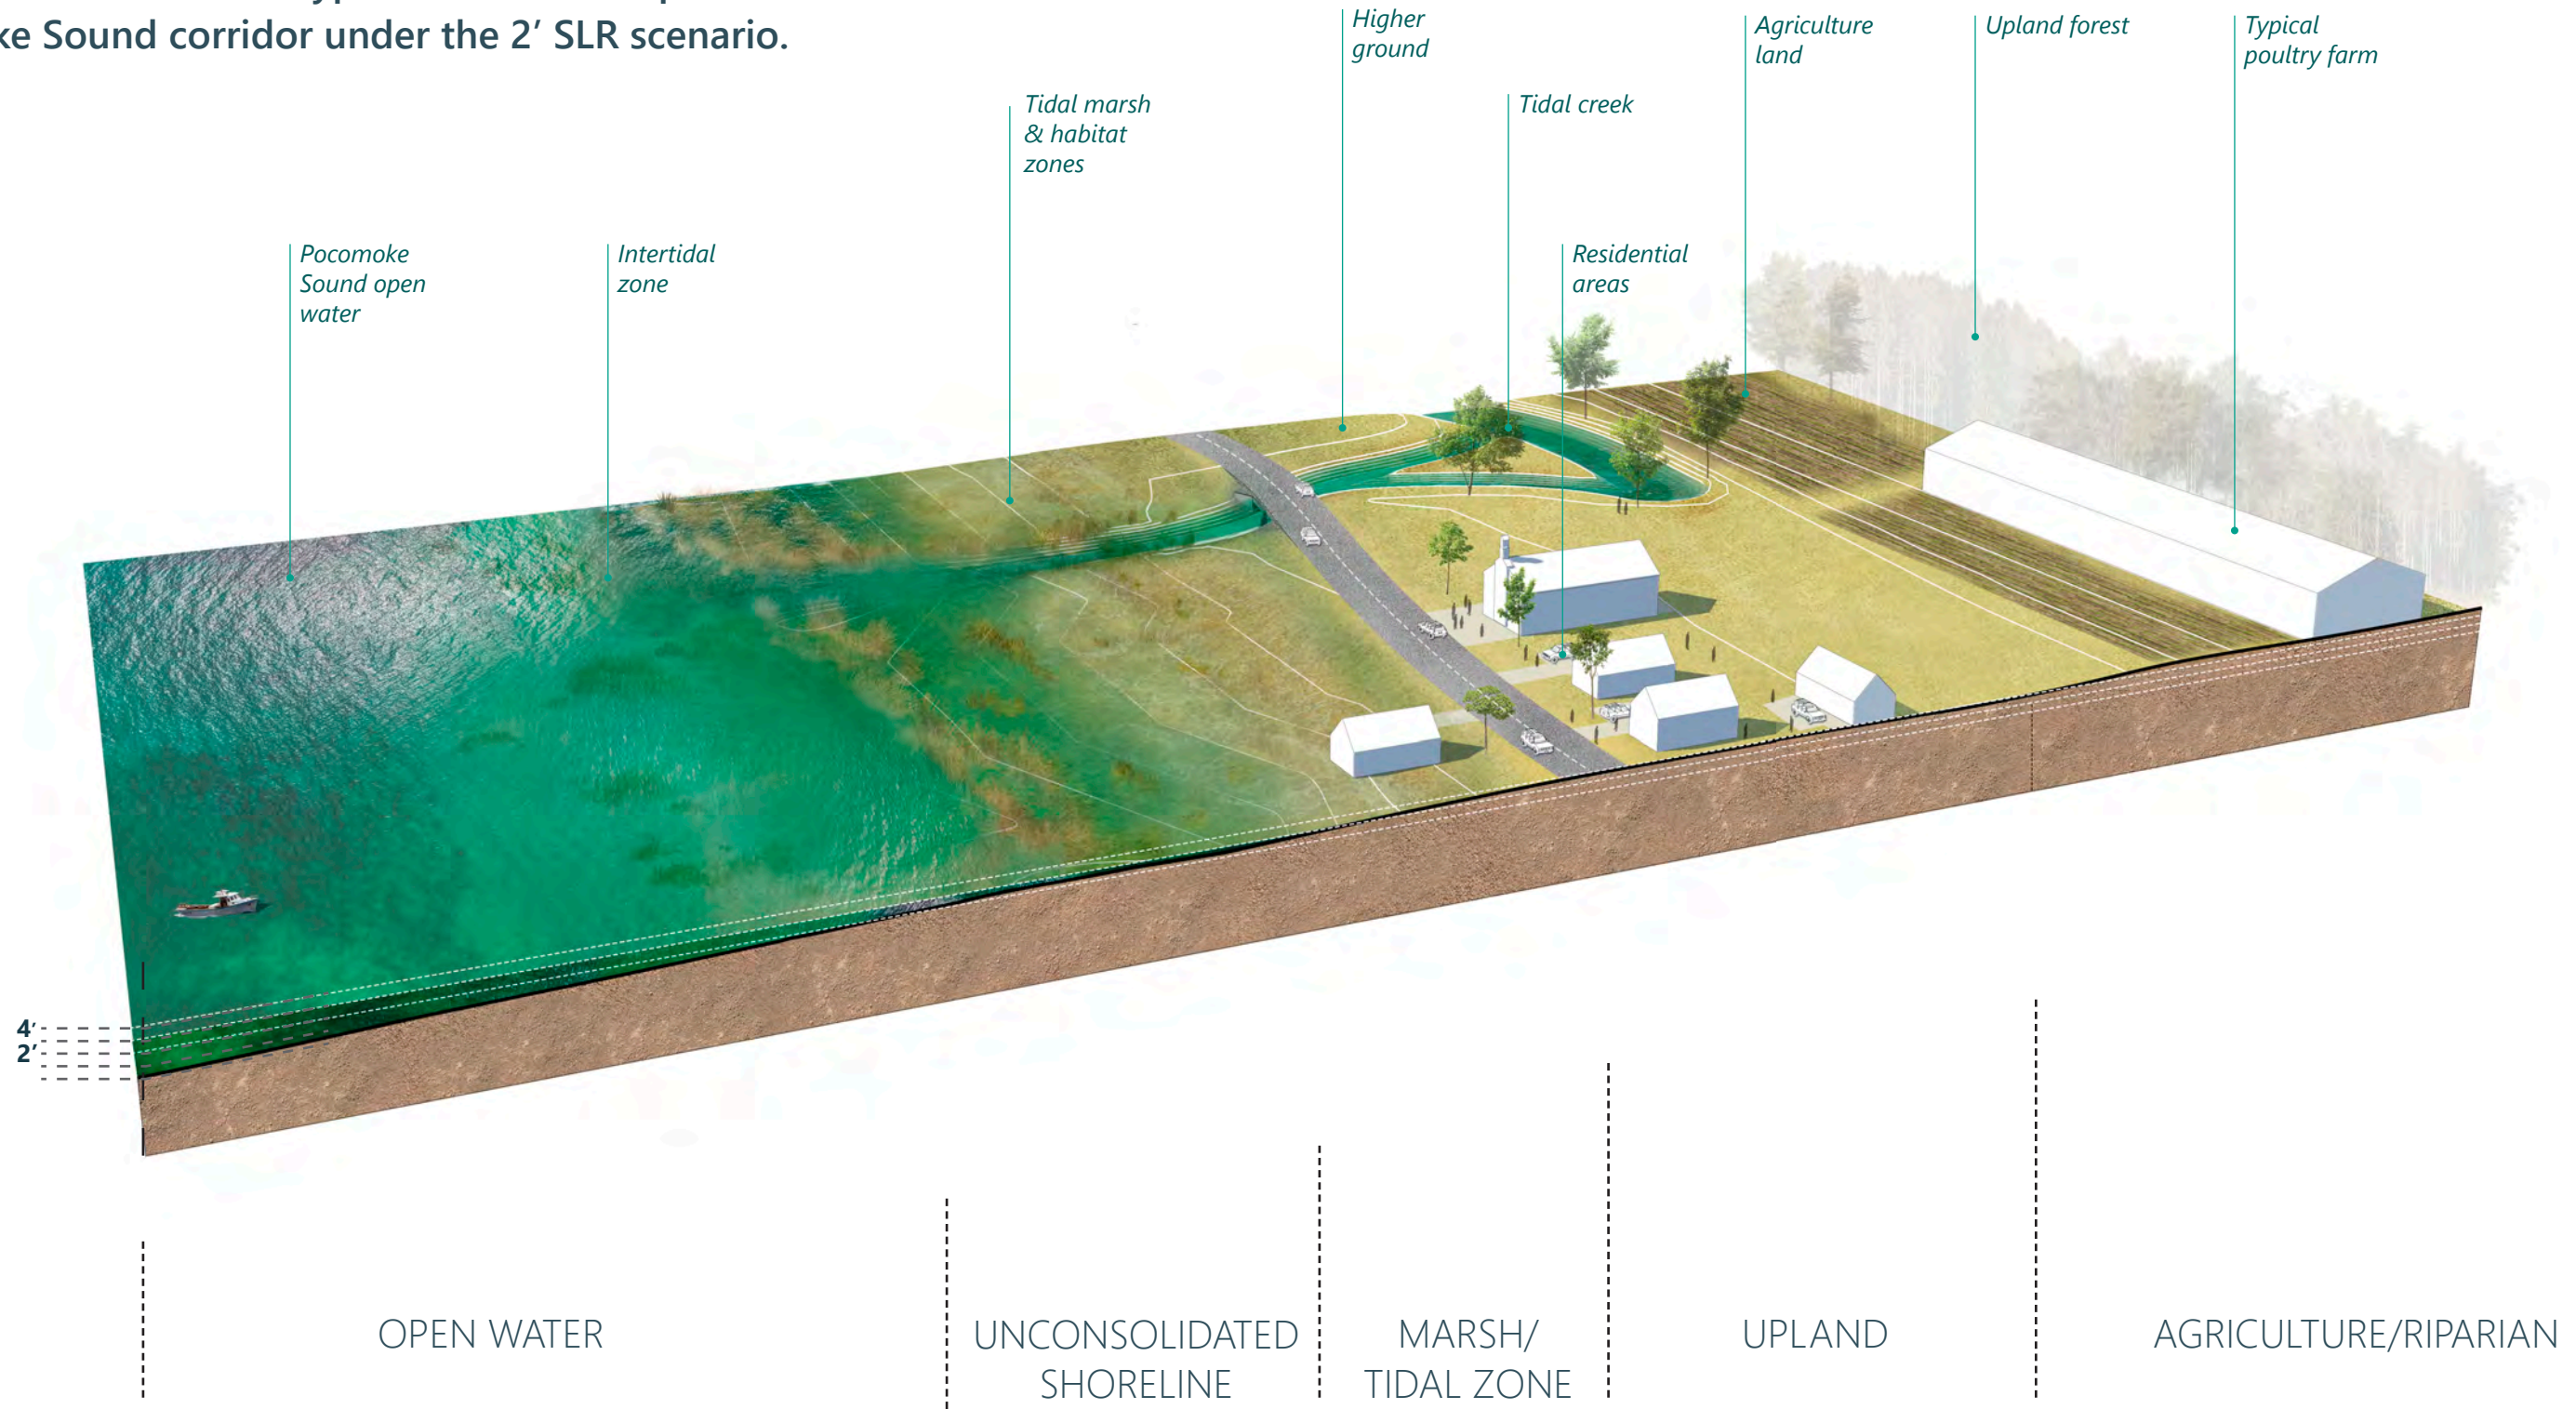 ke Sound corridor under the 2’ SLR scenario.
Higher
ground
Agriculture
land
Upland forest
Typical
poultry farm
Tidal marsh
& habitat
zones
Tidal creek
Pocomoke
Sound open
water
Intertidal
zone
Residential
areas
4’
2’
OPEN WATER
UNCONSOLIDATED
SHORELINE
MARSH/
TIDAL ZONE
UPLAND
AGRICULTURE/RIPARIAN